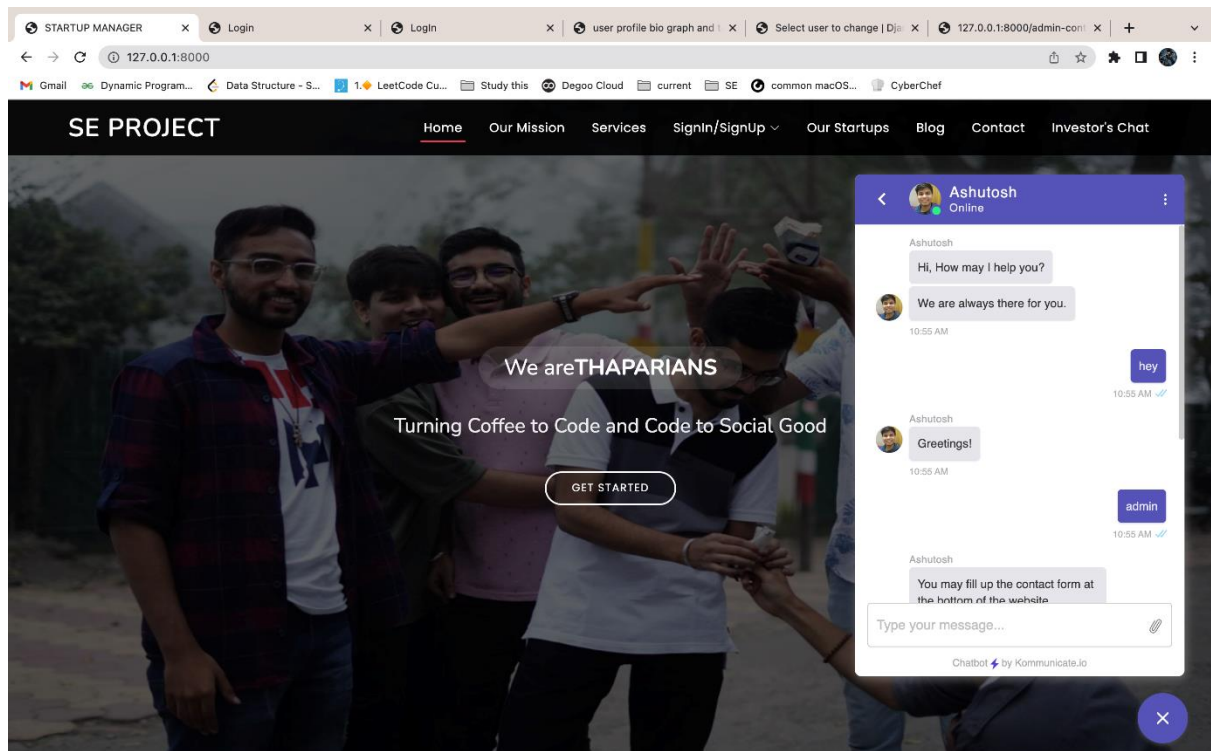 STARTUP MANAGER
Login
LogIn
user profile bio graph and
Select user to change | Dja
127.0.0.1:8000/admin-cont
127.0.0.1:8000
Gmail
Dynamic Program...
Data Structure - S...
LeetCode Cu...
Study this
Degoo Cloud
current
SE
common macOS...
CyberChef
SE PROJECT
Home
Our Mission
Services
SignIn/SignUp
Our Startups
Blog
Contact
Investor's Chat
We areTHAPARIANS
Turning Coffee to Code and Code to Social Good
GET STARTED
Ashutosh
Online
Ashutosh
Hi, How may I help you?
We are always there for you.
10:55 AM
hey
10:55 AM
Ashutosh
Greetings!
10:55 AM
admin
10:55 AM
Ashutosh
You may fill up the contact form at
the bottom of the website
Type your message...
Chatbot by Kommunicate.io